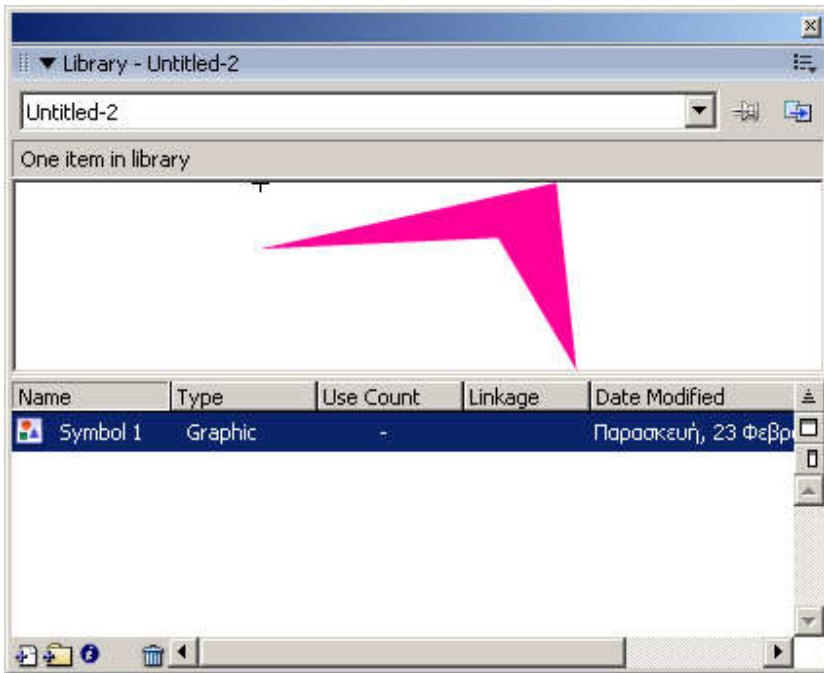 Library - Untitled-2
Untitled-2
One item in library
Name Type Use Count Linkage Date Modified
Symbol 1 Graphic - Παρασκευή, 23 Φεβρ